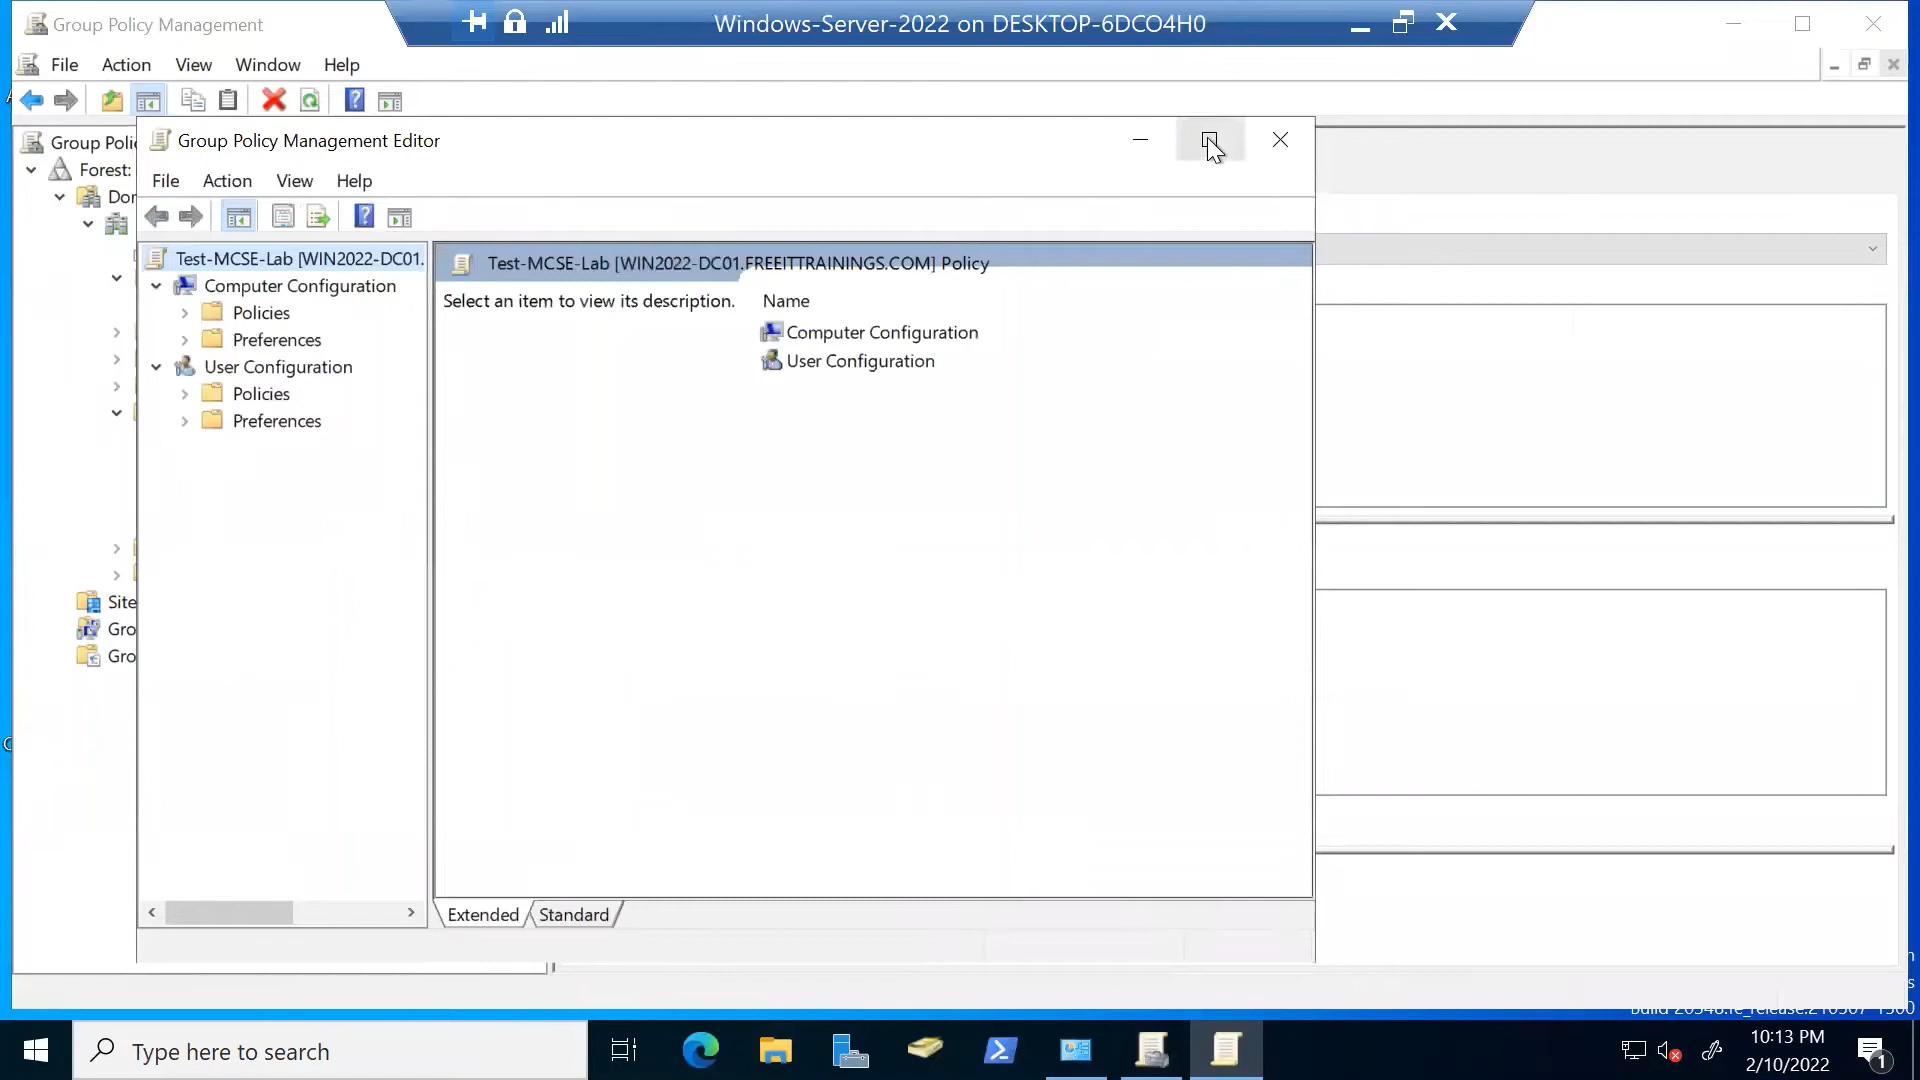 Group Policy Management
Windows-Server-2022 on DESKTOP-6DCO4H0
File Action View Window Help
Group Poli
Forest:
Dor
Site
Gro
Gro
Group Policy Management Editor
File Action View Help
Test-MCSE-Lab [WIN2022-DC01.
Computer Configuration
Policies
Preferences
User Configuration
Policies
Preferences
Test-MCSE-Lab [WIN2022-DC01.FREEITTRAININGS.COM] Policy
Select an item to view its description.
Name
Computer Configuration
User Configuration
Extended Standard
Type here to search
10:13 PM
2/10/2022
1